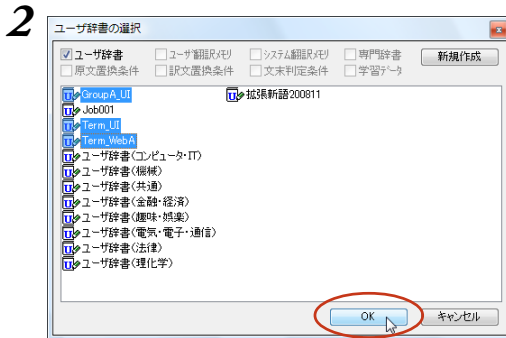 2
ユーザ辞書の選択
ユーザ辞書 ユーザ翻訳メモリ システム翻訳メモリ 専門辞書 新規作成
原文置換条件 訳文置換条件 文末判定条件 学習データ
GroupA_UI 拡張新語200811
Job001
Term_UI
Term_WebA
ユーザ辞書(コンピュータ・IT)
ユーザ辞書(機械)
ユーザ辞書(共通)
ユーザ辞書(金融・経済)
ユーザ辞書(趣味・娯楽)
ユーザ辞書(電気・電子・通信)
ユーザ辞書(法律)
ユーザ辞書(理化学)
OK キャンセル